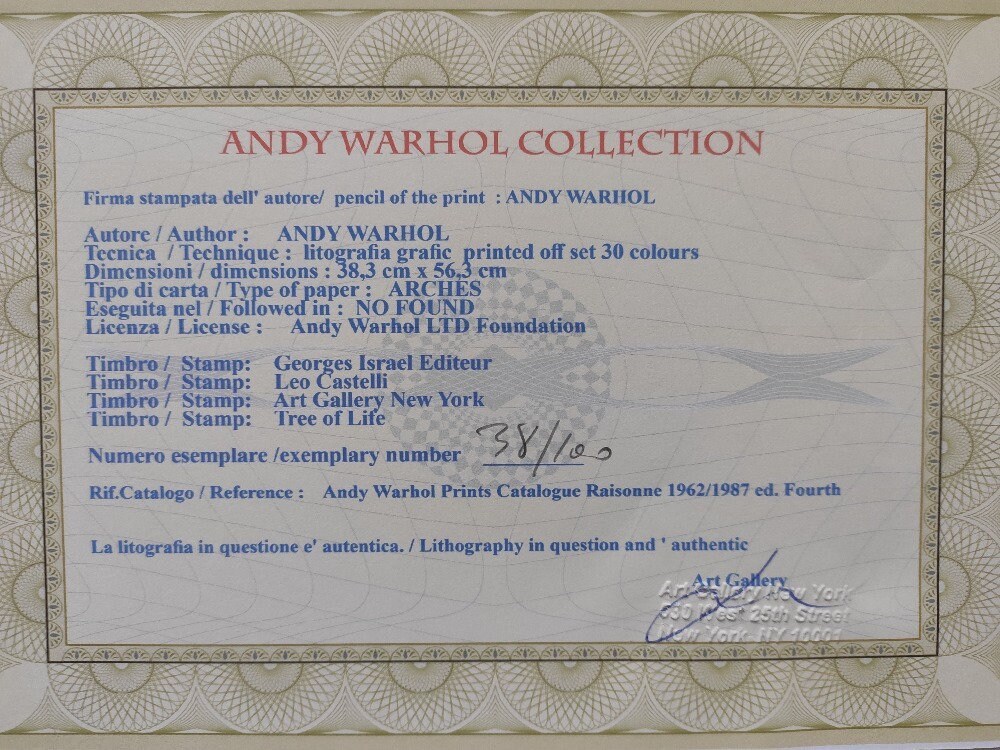 ANDY WARHOL COLLECTION
Firma stampata dell' autore/ pencil of the print : ANDY WARHOL
Autore / Author : ANDY WARHOL
Tecnica / Technique : litografia grafic printed off set 30 colours
Dimensioni / dimensions : 38,3 cm x 56,3 cm
Tipo di carta / Type of paper : ARCHES
Eseguita nel / Followed in : NO FOUND
Licenza / License : Andy Warhol LTD Foundation
Timbro / Stamp: Georges Israel Editeur
Timbro / Stamp: Leo Castelli
Timbro / Stamp: Art Gallery New York
Timbro / Stamp: Tree of Life
Numero esemplare /exemplary number 38/100
Rif.Catalogo / Reference : Andy Warhol Prints Catalogue Raisonne 1962/1987 ed. Fourth
La litografia in questione e' autentica. / Lithography in question and ' authentic
Art Gallery
Art Gallery New York
530 West 25th Street
New York- NY 10001